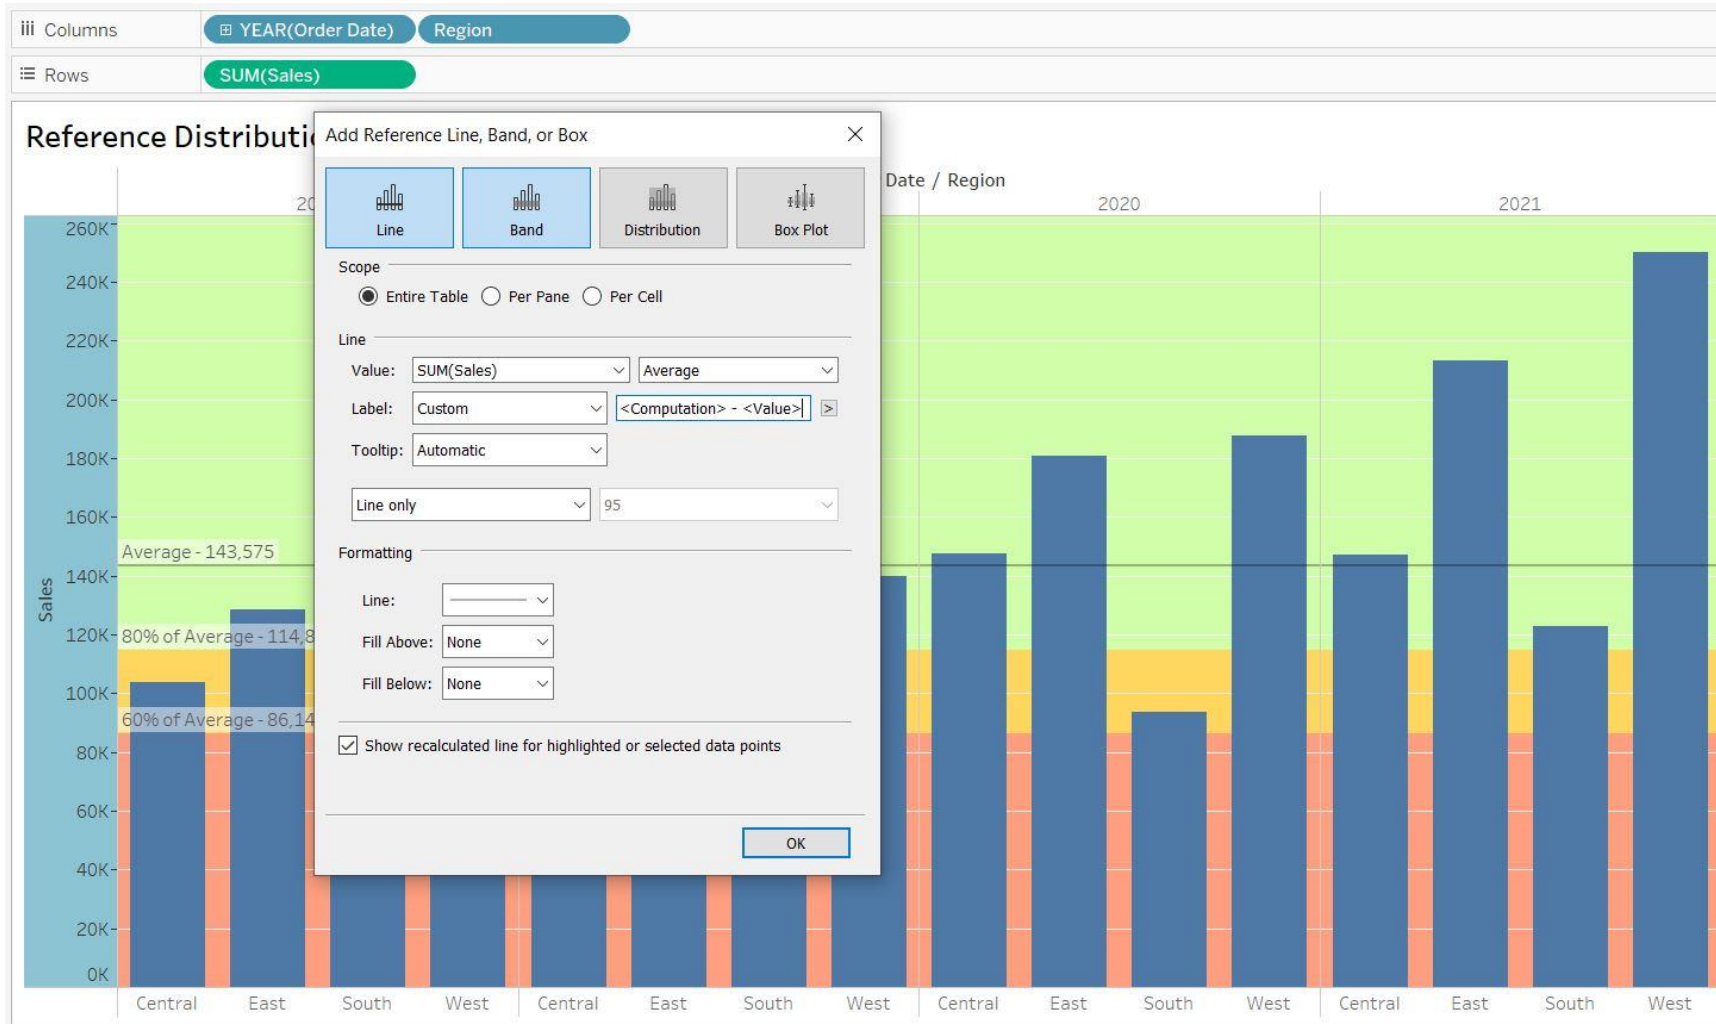 Columns
YEAR(Order Date)
Region
Rows
SUM(Sales)
Reference Distributi
Add Reference Line, Band, or Box
Line
Band
Distribution
Box Plot
Scope
Entire Table
Per Pane
Per Cell
Line
Value:
SUM(Sales)
Average
Label:
Custom
<Computation> - <Value>
>
Tooltip:
Automatic
Line only
95
Formatting
Line:
Fill Above:
None
Fill Below:
None
Show recalculated line for highlighted or selected data points
OK
Date / Region
20
2020
2021
Sales
260K
240K
220K
200K
180K
160K
140K
120K
100K
80K
60K
40K
20K
0K
Average - 143,575
80% of Average - 114,8
60% of Average - 86,14
Central
East
South
West
Central
East
South
West
Central
East
South
West
Central
East
South
West